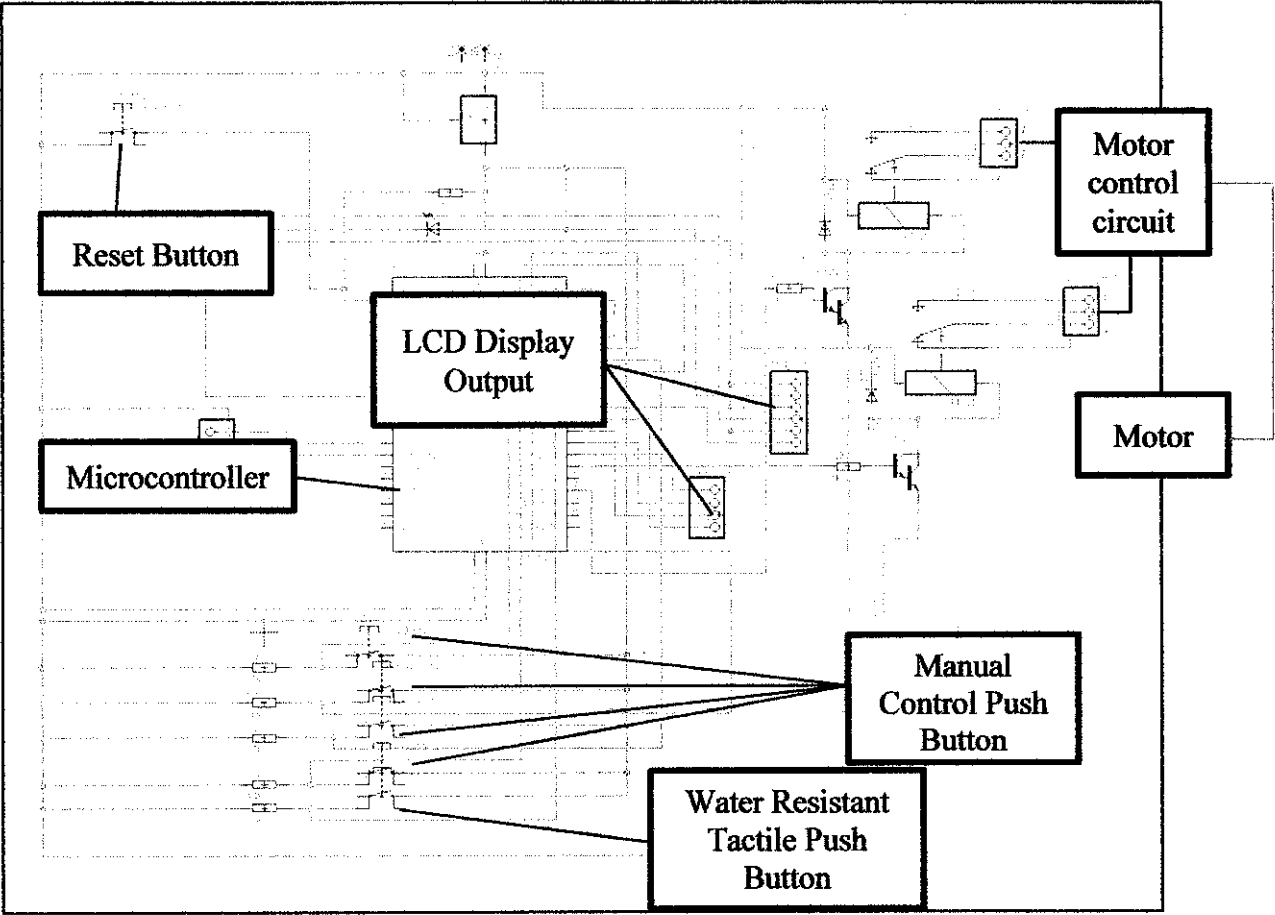 Motor
control
circuit
Reset Button
LCD Display
Output
Motor
Microcontroller
Manual
Control Push
Button
Water Resistant
Tactile Push
Button